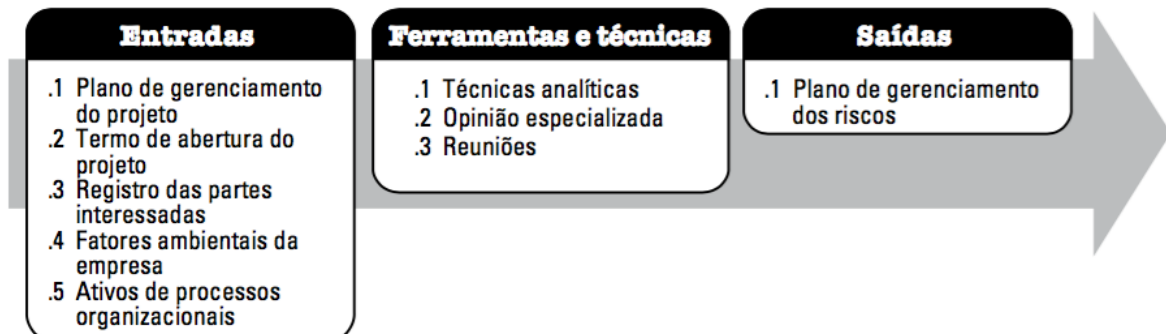 Entradas
.1 Plano de gerenciamento
do projeto
.2 Termo de abertura do
projeto
.3 Registro das partes
interessadas
.4 Fatores ambientais da
empresa
.5 Ativos de processos
organizacionais
Ferramentas e técnicas
.1 Técnicas analíticas
.2 Opinião especializada
.3 Reuniões
Saídas
.1 Plano de gerenciamento
dos riscos